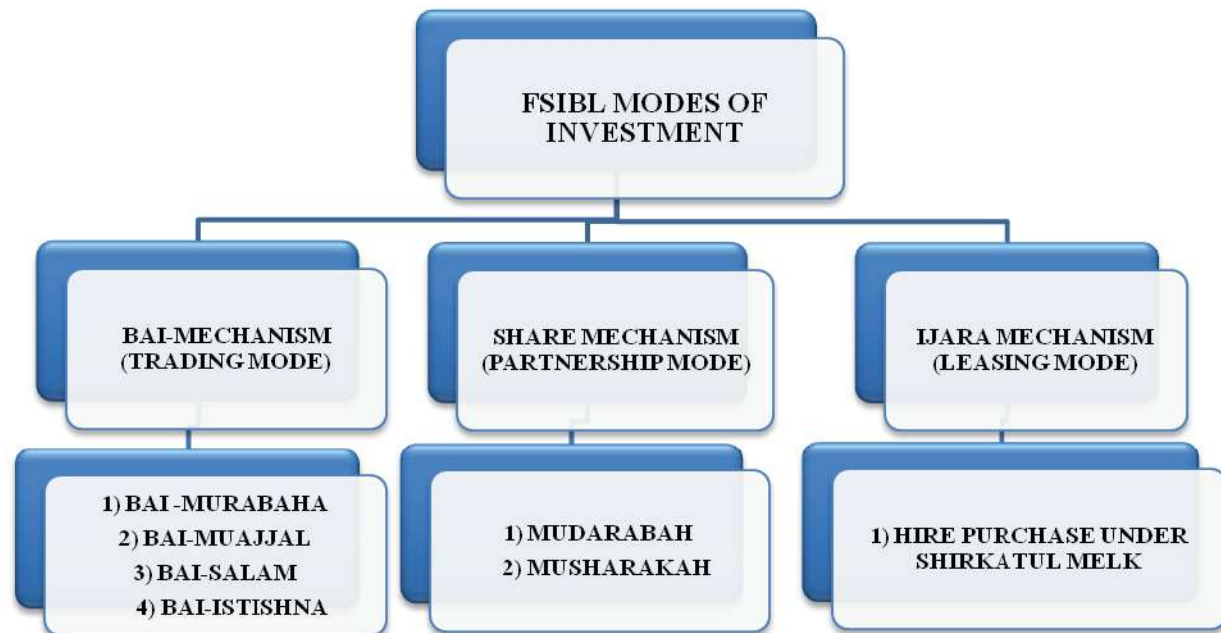 FSIBL MODES OF
INVESTMENT
BAI-MECHANISM
(TRADING MODE)
SHARE MECHANISM
(PARTNERSHIP MODE)
IJARA MECHANISM
(LEASING MODE)
1) BAI -MURABAHA
2) BAI-MUAJJAL
3) BAI-SALAM
4) BAI-ISTISHNA
1) MUDARABAH
2) MUSHARAKAH
1) HIRE PURCHASE UNDER
SHIRKATUL MELK